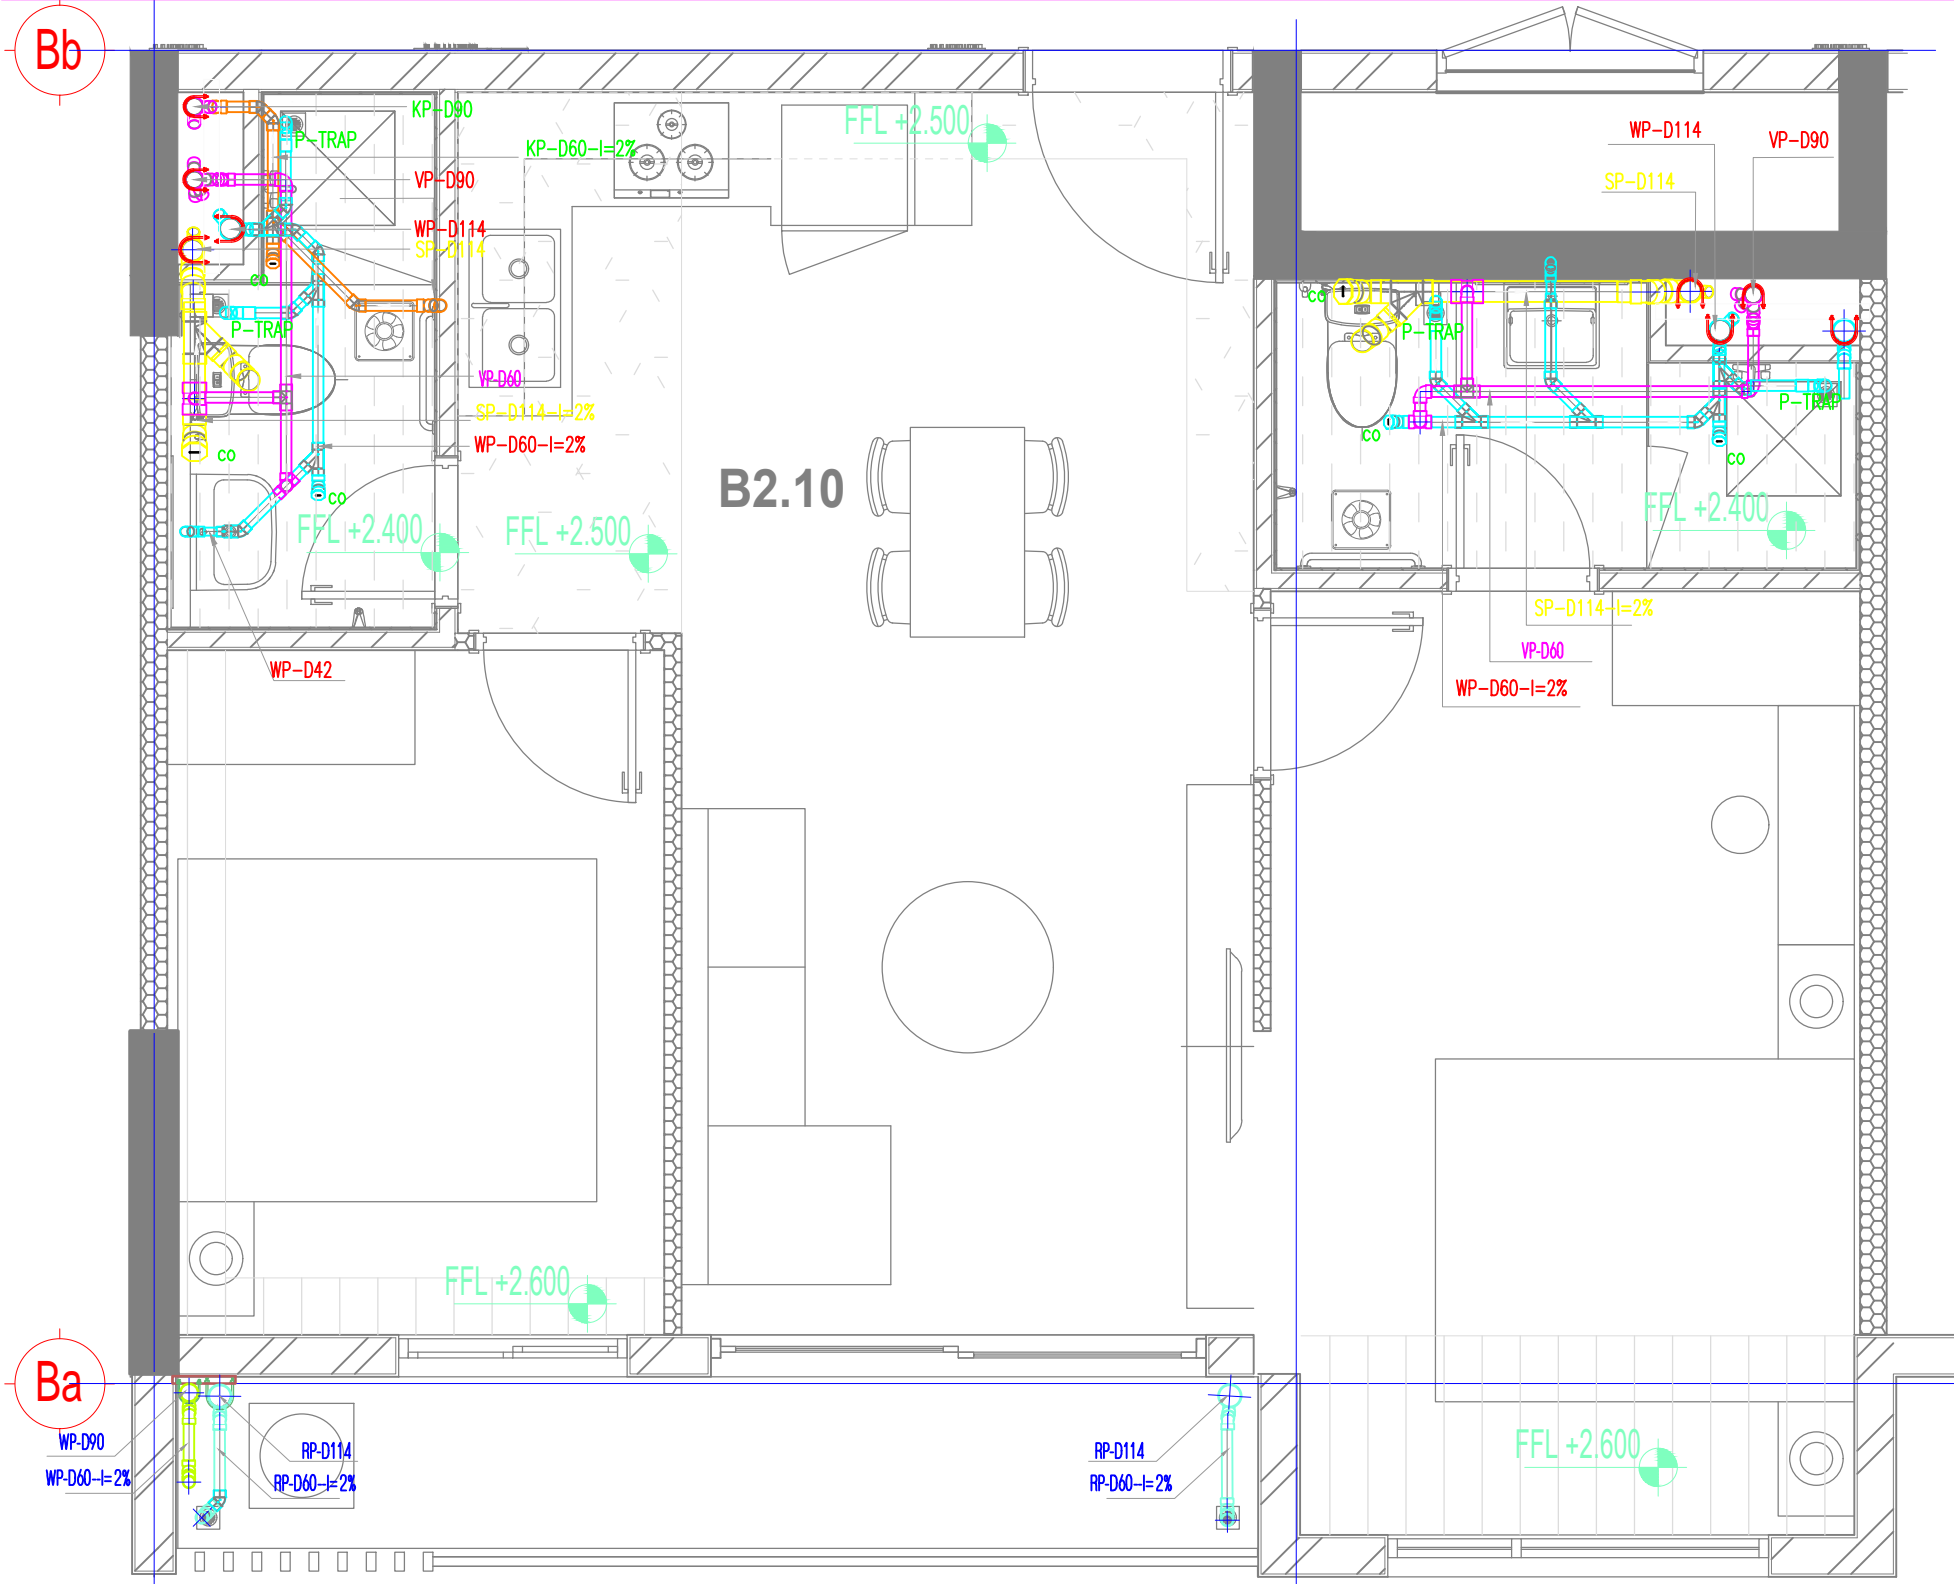 Bb
KP-D90
P-TRAP
KP-D60-I=2%
FFL +2.500
WP-D114
VP-D90
VP-D90
SP-D114
WP-D114
SP-D114
co
co
P-TRAP
P-TRAP
VP-D60
P-TRAP
SP-D114-I=2%
WP-D60-I=2%
co
co
co
co
B2.10
FFL +2.400
FFL +2.500
FFL +2.400
SP-D114-I=2%
VP-D60
WP-D42
WP-D60-I=2%
FFL +2.600
Ba
WP-D90
RP-D114
RP-D114
FFL +2.600
WP-D60-I=2%
RP-D60-I=2%
RP-D60-I=2%